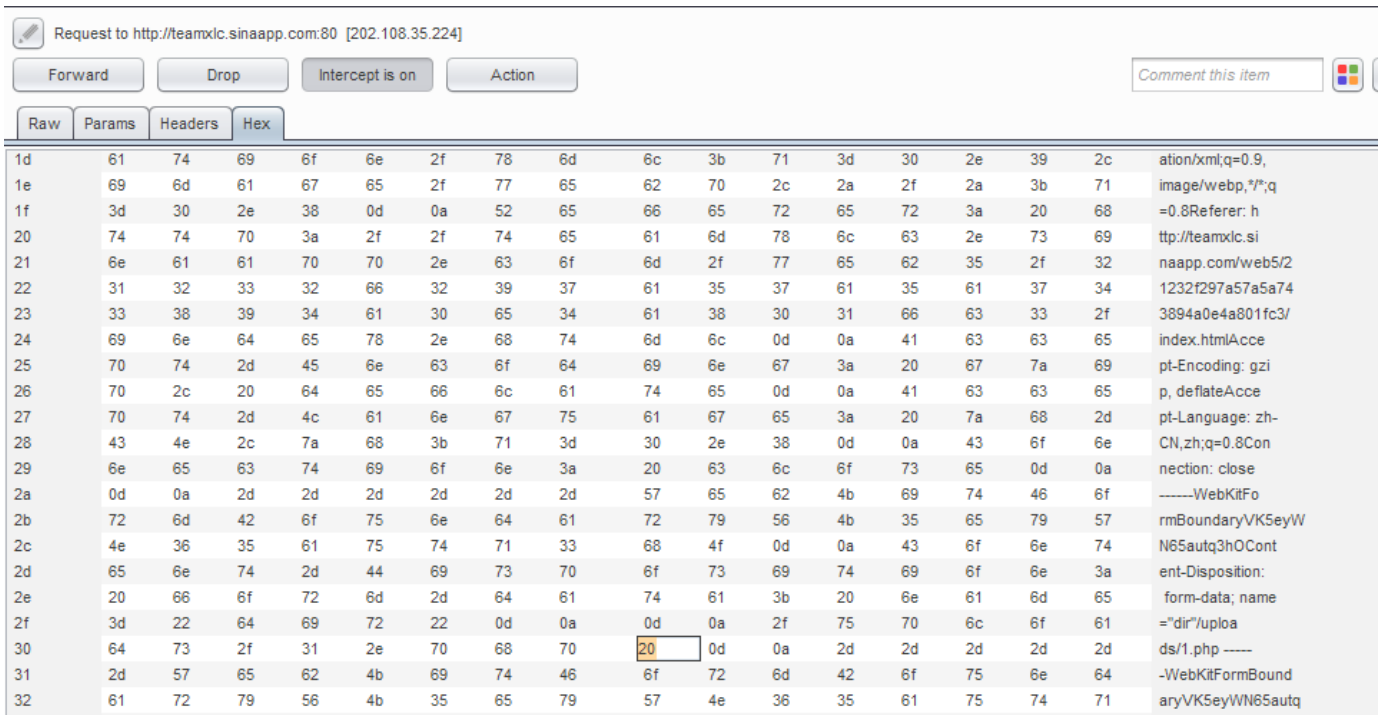 Request to http://teamxlc.sinaapp.com:80 [202.108.35.224]
Forward Drop Intercept is on Action Comment this item
Raw Params Headers Hex
1d 61 74 69 6f 6e 2f 78 6d 6c 3b 71 3d 30 2e 39 2c ation/xml;q=0.9,
1e 69 6d 61 67 65 2f 77 65 62 70 2c 2a 2f 2a 3b 71 image/webp,*/*;q
1f 3d 30 2e 38 0d 0a 52 65 66 65 72 65 72 3a 20 68 =0.8Referer: h
20 74 74 70 3a 2f 2f 74 65 61 6d 78 6c 63 2e 73 69 ttp://teamxlc.si
21 6e 61 61 70 70 2e 63 6f 6d 2f 77 65 62 35 2f 32 naapp.com/web5/2
22 31 32 33 32 66 32 39 37 61 35 37 61 35 61 37 34 1232f297a57a5a74
23 33 38 39 34 61 30 65 34 61 38 30 31 66 63 33 2f 3894a0e4a801fc3/
24 69 6e 64 65 78 2e 68 74 6d 6c 0d 0a 41 63 63 65 index.htmlAcce
25 70 74 2d 45 6e 63 6f 64 69 6e 67 3a 20 67 7a 69 pt-Encoding: gzi
26 70 2c 20 64 65 66 6c 61 74 65 0d 0a 41 63 63 65 p, deflateAcce
27 70 74 2d 4c 61 6e 67 75 61 67 65 3a 20 7a 68 2d pt-Language: zh-
28 43 4e 2c 7a 68 3b 71 3d 30 2e 38 0d 0a 43 6f 6e CN,zh;q=0.8Con
29 6e 65 63 74 69 6f 6e 3a 20 63 6c 6f 73 65 0d 0a nection: close
2a 0d 0a 2d 2d 2d 2d 2d 2d 57 65 62 4b 69 74 46 6f ------WebKitFo
2b 72 6d 42 6f 75 6e 64 61 72 79 56 4b 35 65 79 57 rmBoundaryVK5eyW
2c 4e 36 35 61 75 74 71 33 68 4f 0d 0a 43 6f 6e 74 N65autq3hOCont
2d 65 6e 74 2d 44 69 73 70 6f 73 69 74 69 6f 6e 3a ent-Disposition:
2e 20 66 6f 72 6d 2d 64 61 74 61 3b 20 6e 61 6d 65 form-data; name
2f 3d 22 64 69 72 22 0d 0a 0d 0a 2f 75 70 6c 6f 61 ="dir"/uploa
30 64 73 2f 31 2e 70 68 70 20 0d 0a 2d 2d 2d 2d 2d ds/1.php -----
31 2d 57 65 62 4b 69 74 46 6f 72 6d 42 6f 75 6e 64 -WebKitFormBound
32 61 72 79 56 4b 35 65 79 57 4e 36 35 61 75 74 71 aryVK5eyWN65autq